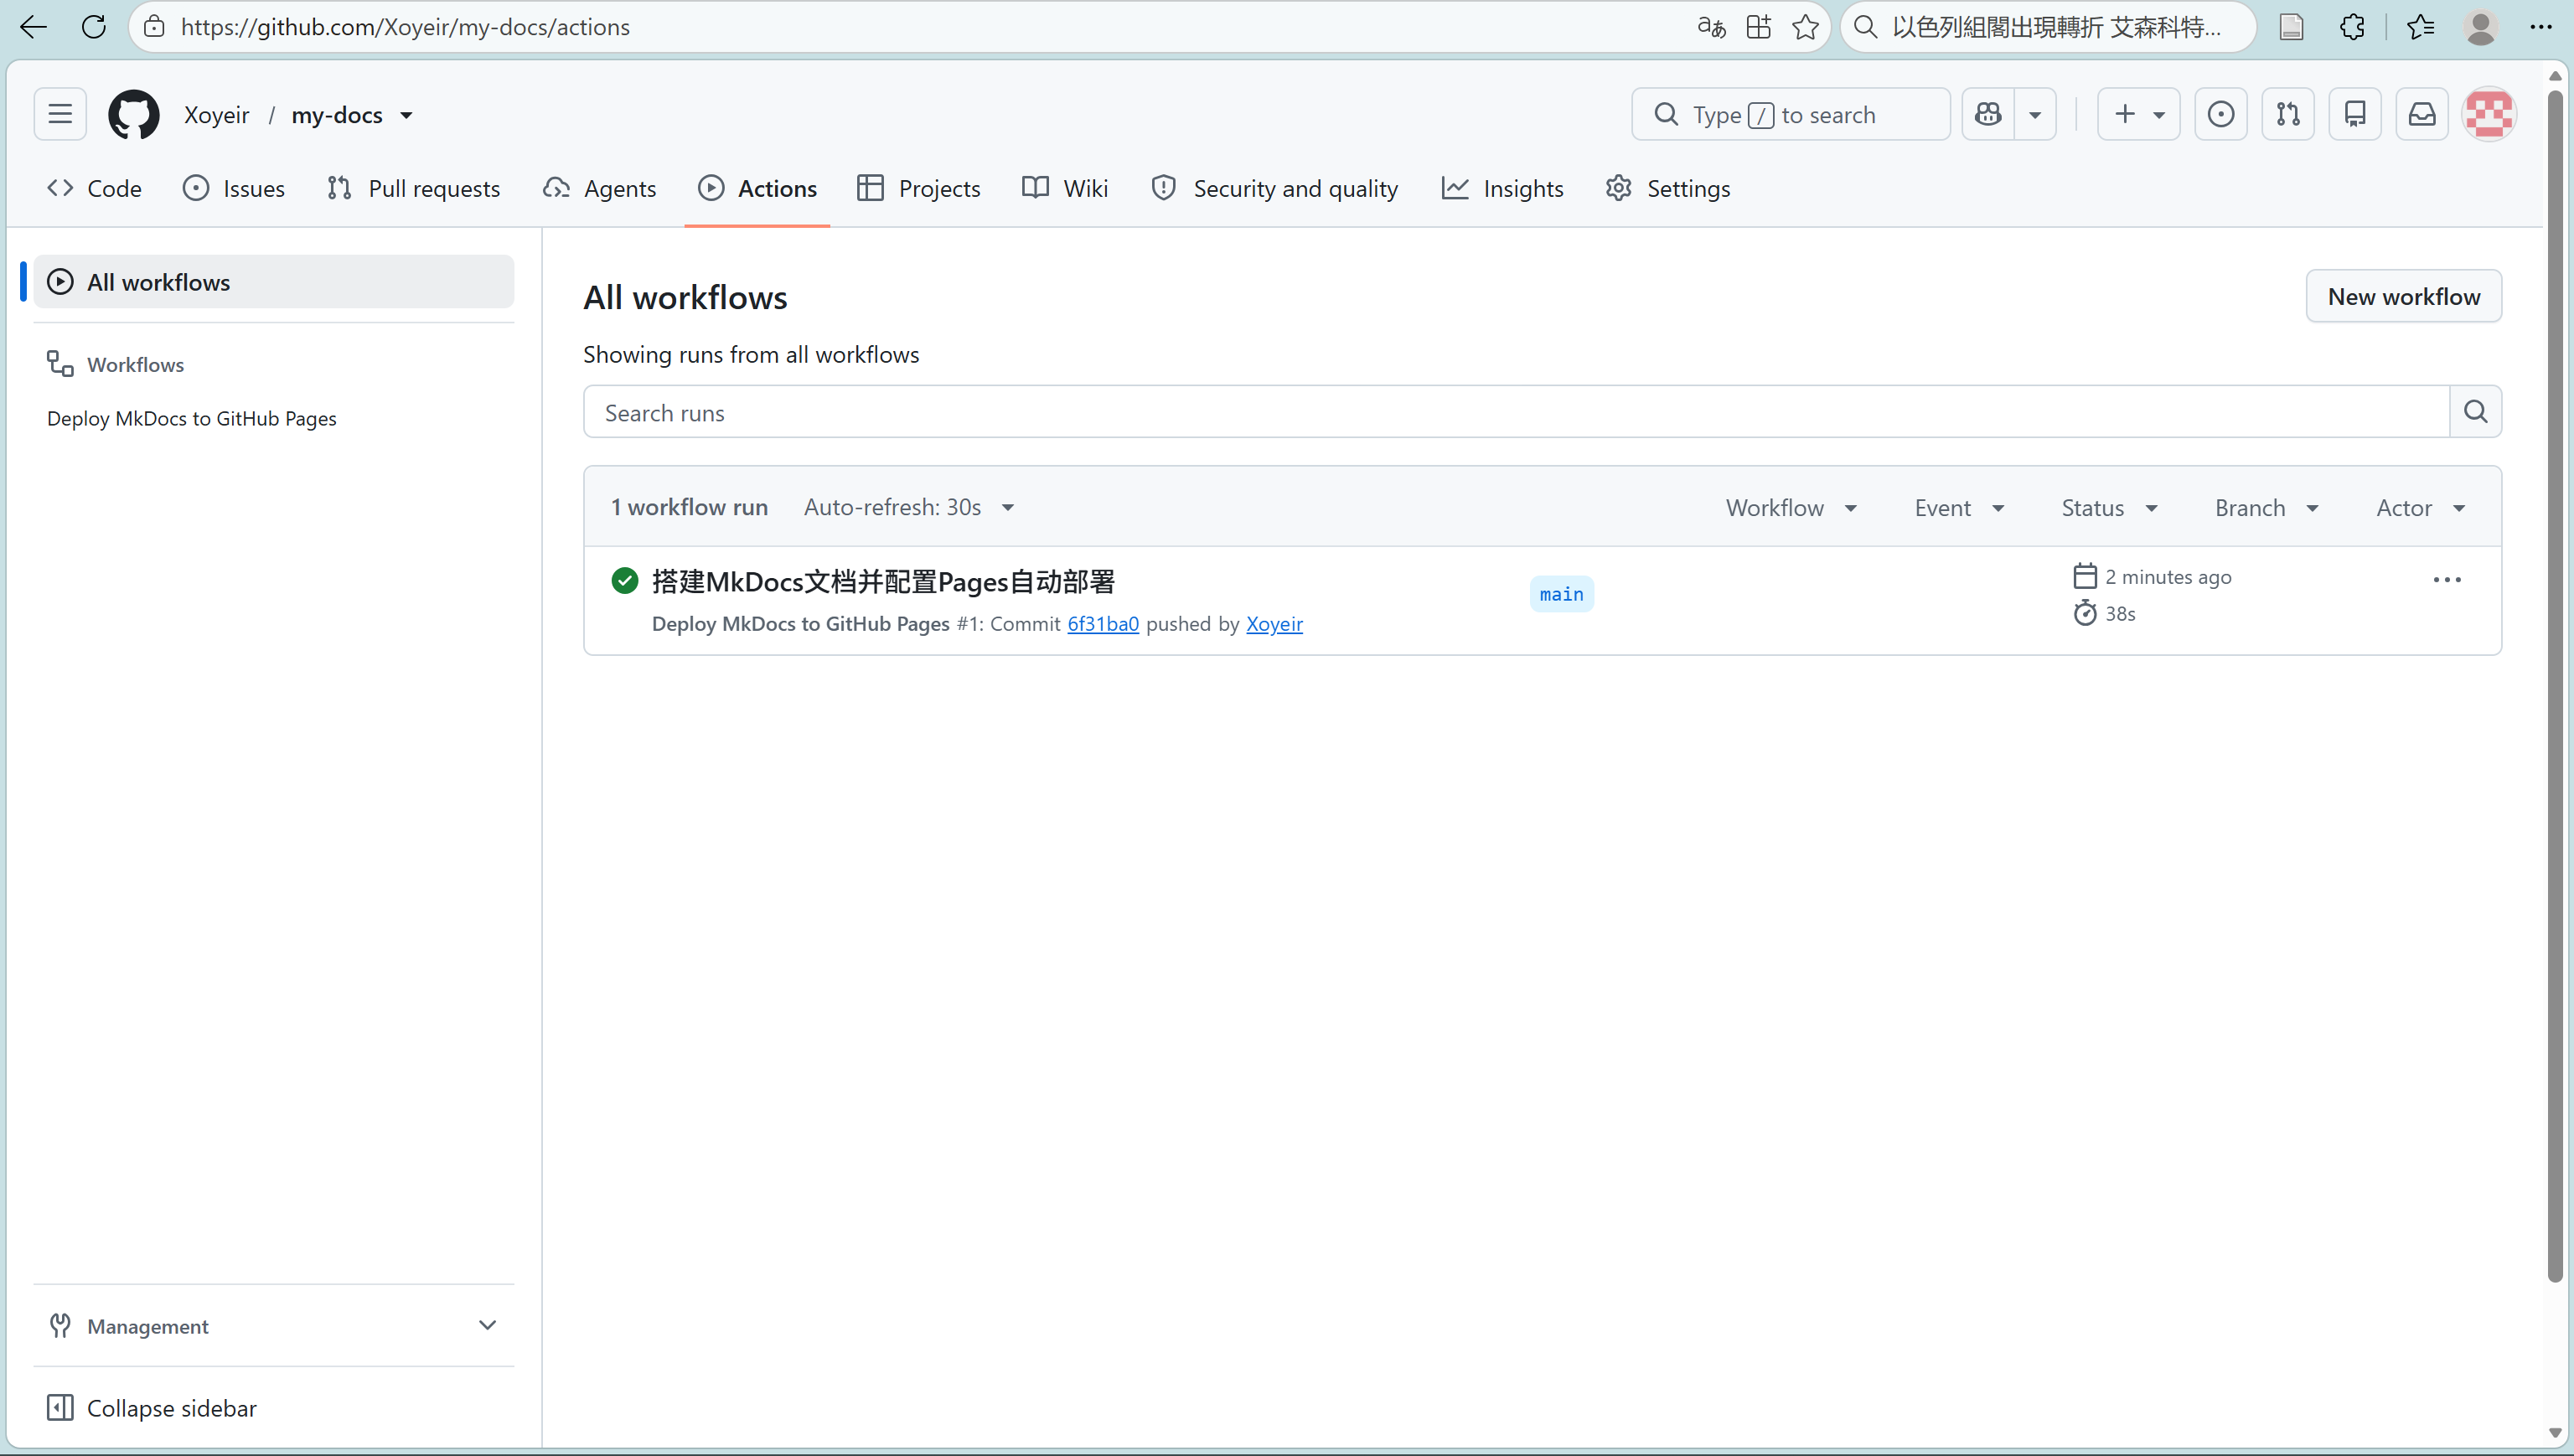 https://github.com/Xoyeir/my-docs/actions
以色列組閣出現轉折 艾森科特...
Xoyeir / my-docs
Type / to search
Code
Issues
Pull requests
Agents
Actions
Projects
Wiki
Security and quality
Insights
Settings
All workflows
Workflows
Deploy MkDocs to GitHub Pages
All workflows
New workflow
Showing runs from all workflows
Search runs
1 workflow run
Auto-refresh: 30s
Workflow
Event
Status
Branch
Actor
搭建MkDocs文档并配置Pages自动部署
Deploy MkDocs to GitHub Pages #1: Commit 6f31ba0 pushed by Xoyeir
main
2 minutes ago
38s
Management
Collapse sidebar